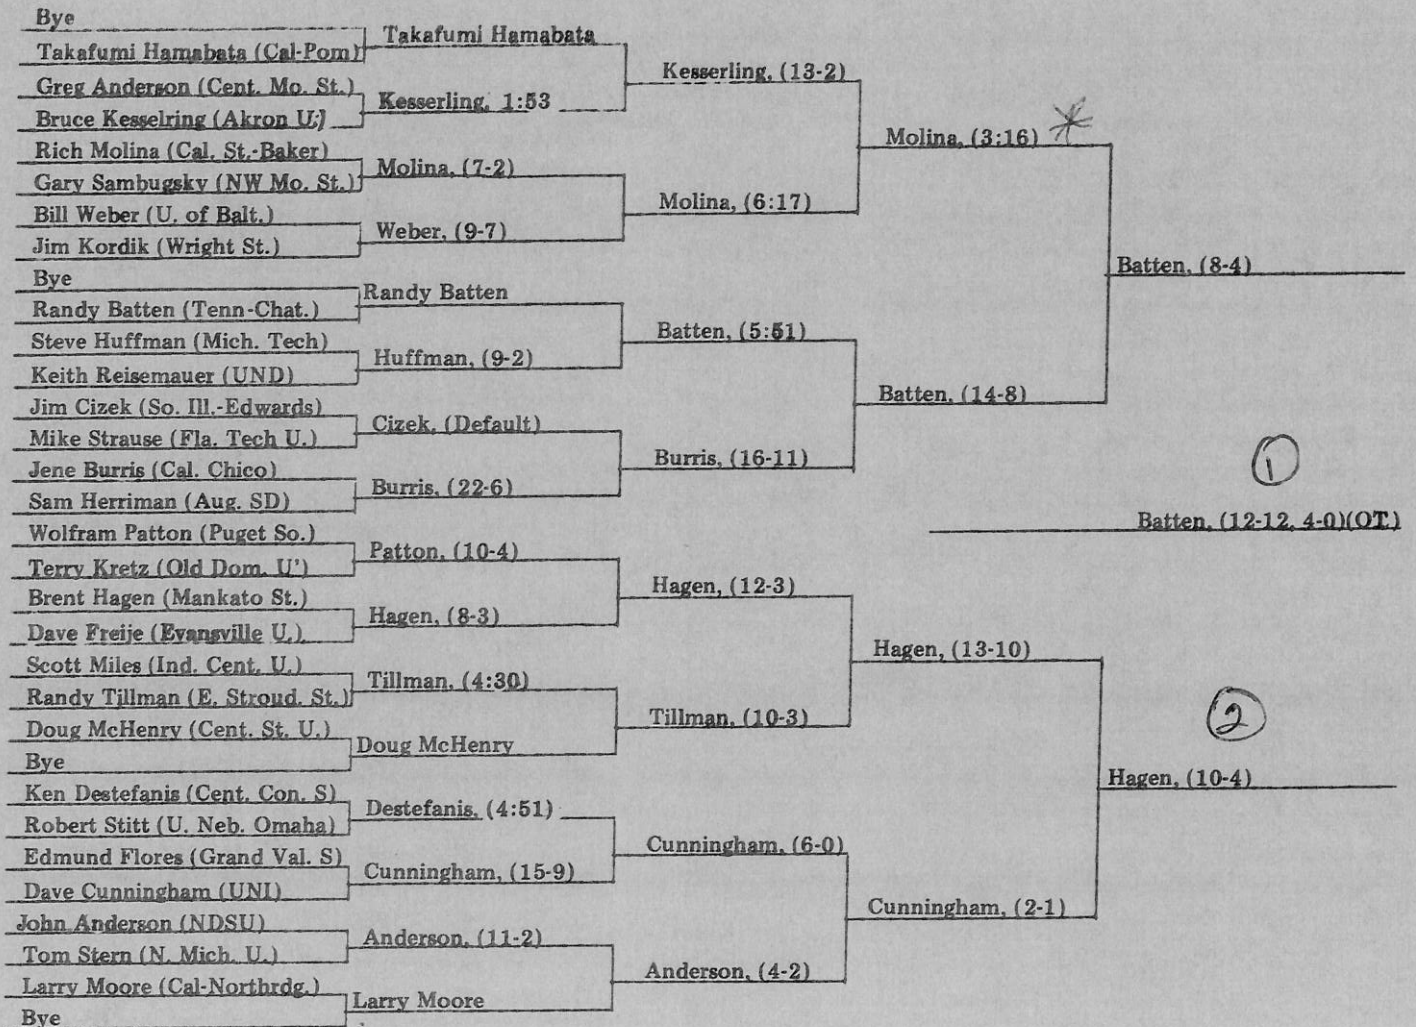 Bye
Takafumi Hamabata (Cal-Pom)
Greg Anderson (Cent. Mo. St.)
Bruce Kesselring (Akron U.)
Rich Molina (Cal. St.-Baker)
Gary Sambugsky (NW Mo. St.)
Bill Weber (U. of Balt.)
Jim Kordik (Wright St.)
Bye
Randy Batten (Tenn-Chat.)
Steve Huffman (Mich. Tech)
Keith Reisemauer (UND)
Jim Cizek (So. Ill.-Edwards)
Mike Strause (Fla. Tech U.)
Jene Burris (Cal. Chico)
Sam Herriman (Aug. SD)
Wolfram Patton (Puget So.)
Terry Kretz (Old Dom. U')
Brent Hagen (Mankato St.)
Dave Freije (Evansville U.)
Scott Miles (Ind. Cent. U.)
Randy Tillman (E. Stroud. St.)
Doug McHenry (Cent. St. U.)
Bye
Ken Destefanis (Cent. Con. S)
Robert Stitt (U. Neb. Omaha)
Edmund Flores (Grand Val. S)
Dave Cunningham (UNI)
John Anderson (NDSU)
Tom Stern (N. Mich. U.)
Larry Moore (Cal-Northrdg.)
Bye
Takafumi Hamabata
Kesserling, 1:53
Molina, (7-2)
Weber, (9-7)
Randy Batten
Huffman, (9-2)
Cizek, (Default)
Burris, (22-6)
Patton, (10-4)
Hagen, (8-3)
Tillman, (4:30)
Doug McHenry
Destefanis, (4:51)
Cunningham, (15-9)
Anderson, (11-2)
Larry Moore
Kesserling, (13-2)
Molina, (6:17)
Batten, (5:51)
Burris, (16-11)
Hagen, (12-3)
Tillman, (10-3)
Cunningham, (6-0)
Anderson, (4-2)
Molina, (3:16)
Batten, (14-8)
Hagen, (13-10)
Cunningham, (2-1)
Batten, (8-4)
1
Batten, (12-12, 4-0)(OT)
2
Hagen, (10-4)